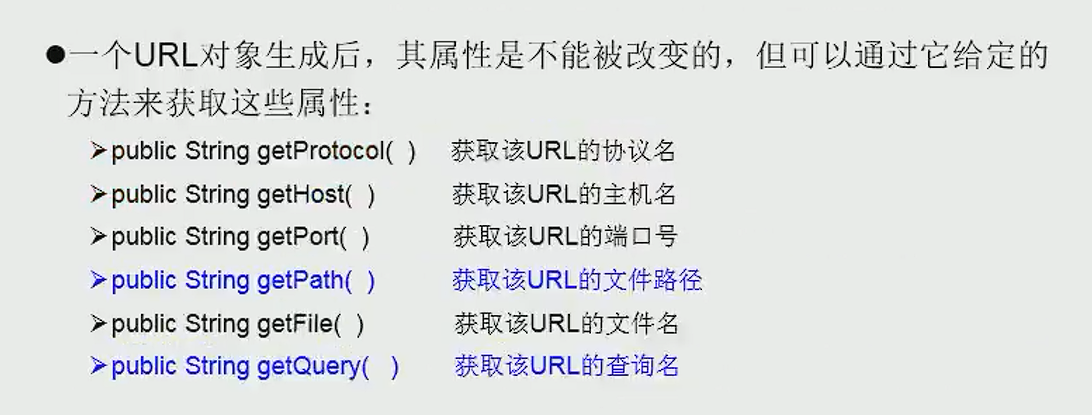 ●一个URL对象生成后，其属性是不能被改变的，但可以通过它给定的
方法来获取这些属性：
➢public String getProtocol( ) 获取该URL的协议名
➢public String getHost( ) 获取该URL的主机名
➢public String getPort( ) 获取该URL的端口号
➢public String getPath( ) 获取该URL的文件路径
➢public String getFile( ) 获取该URL的文件名
➢public String getQuery( ) 获取该URL的查询名